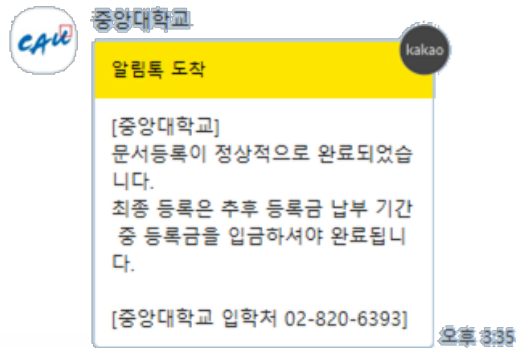 중앙대학교
CAU
kakao
알림톡 도착
[중앙대학교]
문서등록이 정상적으로 완료되었습
니다.
최종 등록은 추후 등록금 납부 기간
중 등록금을 입금하셔야 완료됩니
다.
[중앙대학교 입학처 02-820-6393]
오후 3:35